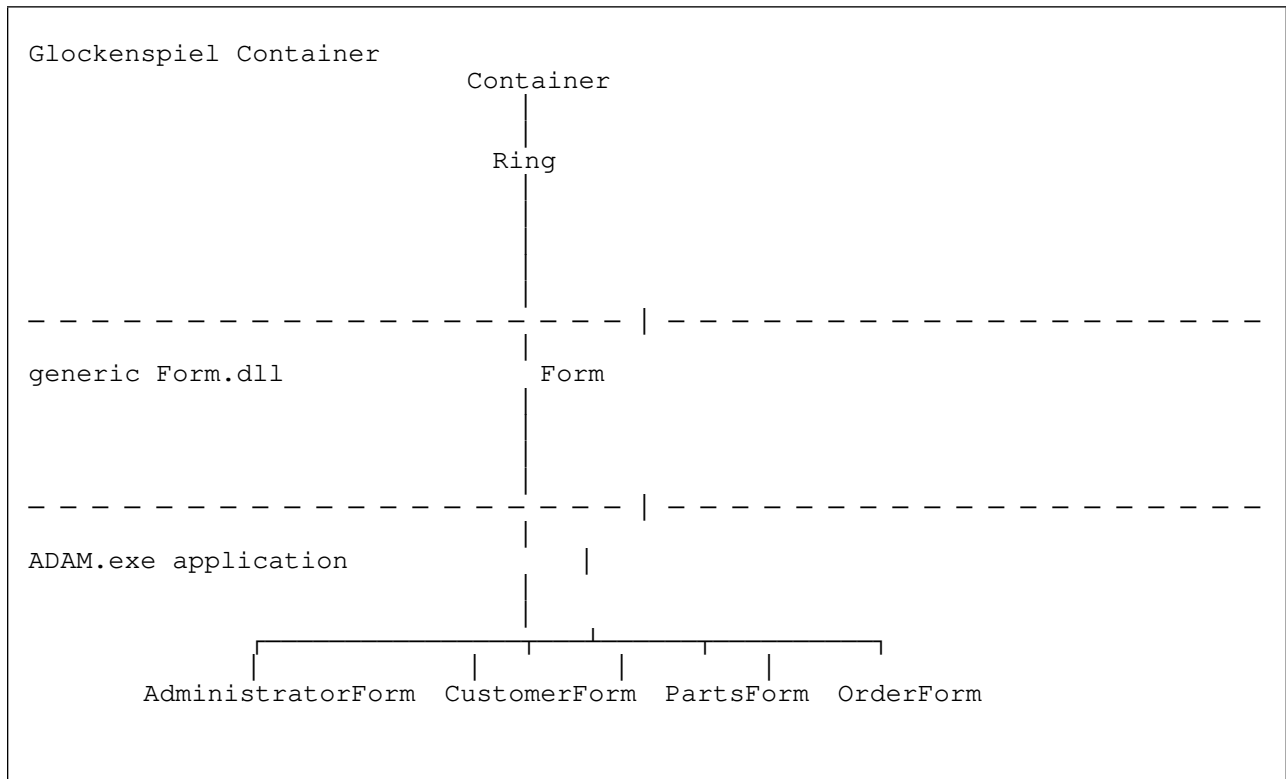 Glockenspiel Container
Container
Ring
generic Form.dll Form
ADAM.exe application
AdministratorForm CustomerForm PartsForm OrderForm